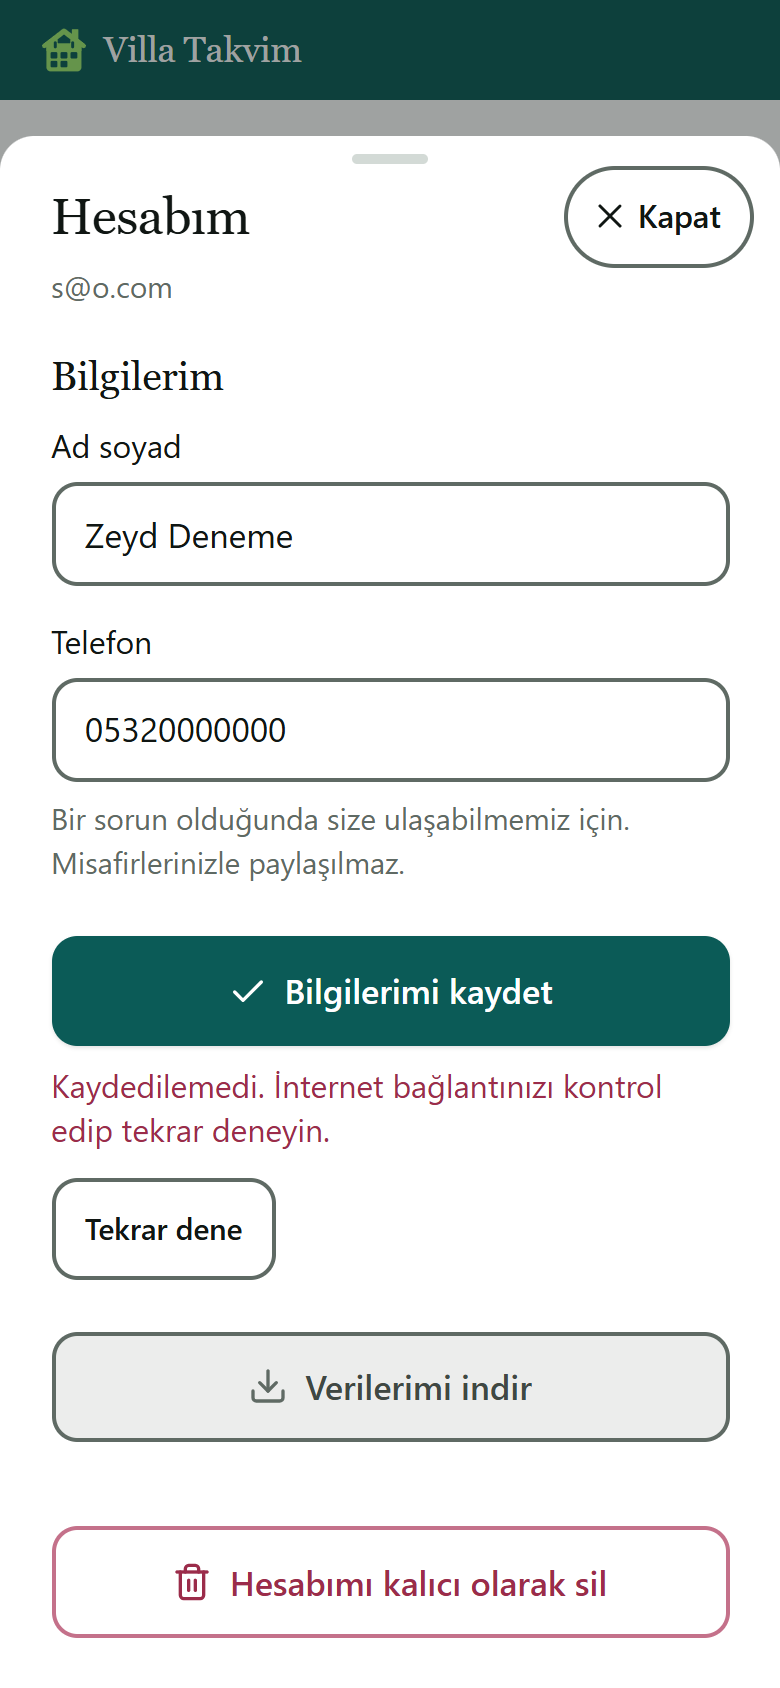 Villa Takvim
Hesabım
Kapat
s@o.com
Bilgilerim
Ad soyad
Zeyd Deneme
Telefon
05320000000
Bir sorun olduğunda size ulaşabilmemiz için.
Misafirlerinizle paylaşılmaz.
Bilgilerimi kaydet
Kaydedilemedi. İnternet bağlantınızı kontrol
edip tekrar deneyin.
Tekrar dene
Verilerimi indir
Hesabımı kalıcı olarak sil